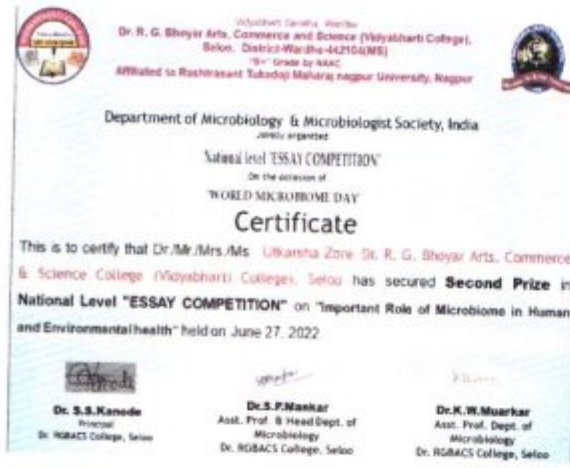 Dr. R. G. Bhoyar Arts, Commerce and Science (Vidyabharti College),
Seloo, District-Wardha-442104(MS)
"B+" Grade by NAAC
Affiliated to Rashtrasant Tukadoji Maharaj nagpur University, Nagpur
Department of Microbiology & Microbiologist Society, India
Jointly organized
National level "ESSAY COMPETITION"
On the occasion of
"WORLD MICROBIOME DAY"
Certificate
This is to certify that Dr./Mr./Mrs./Ms Utkarsha Zore Dr. R. G. Bhoyar Arts, Commerce
& Science College (Vidyabharti College), Selou has secured Second Prize in
National Level "ESSAY COMPETITION" on "Important Role of Microbiome in Human
and Environmental health" held on June 27, 2022
Dr. S.S.Kanode
Principal
Dr. RGBACS College, Seloo
Dr.S.P.Mankar
Asst. Prof. & Head Dept. of
Microbiology
Dr. RGBACS College, Seloo
Dr.K.W.Muarkar
Asst. Prof. Dept. of
Microbiology
Dr. RGBACS College, Seloo